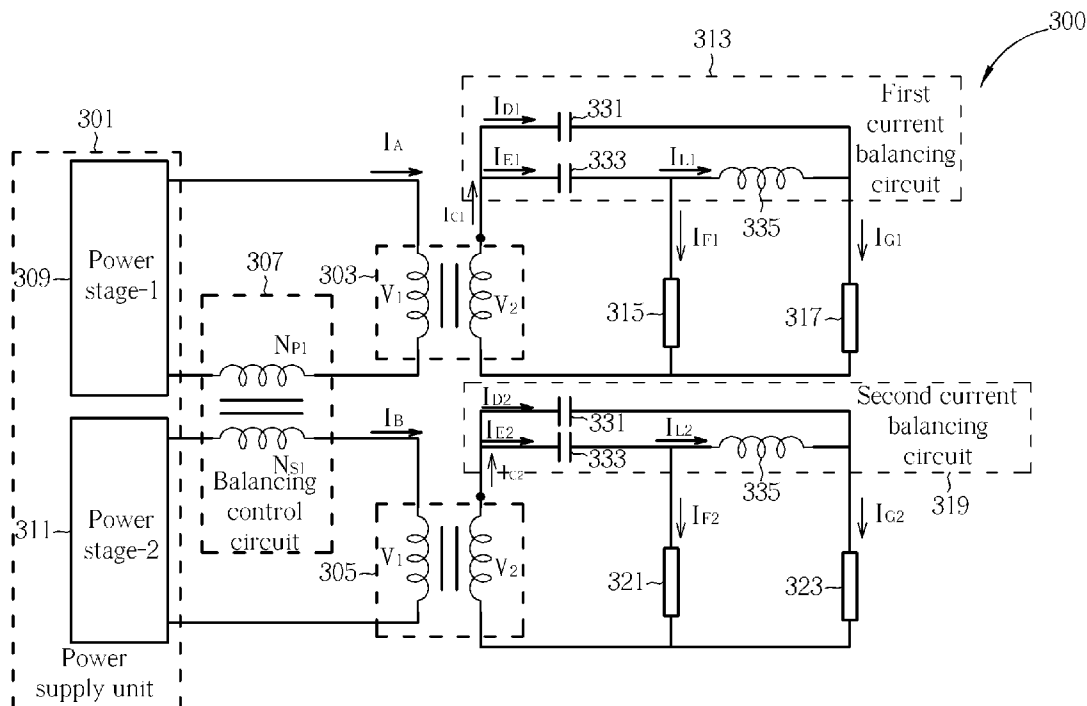 300
313
First
current
balancing
circuit
ID1
331
301
IA
IE1
333
IL1
IC1
335
309
Power
stage-1
307
303
V1
V2
IF1
IG1
315
317
NP1
ID2
331
Second current
balancing
circuit
IB
IE2
333
IL2
NS1
+C2
335
319
Balancing
control
circuit
311
Power
stage-2
305
V1
V2
IF2
IG2
321
323
Power
supply unit